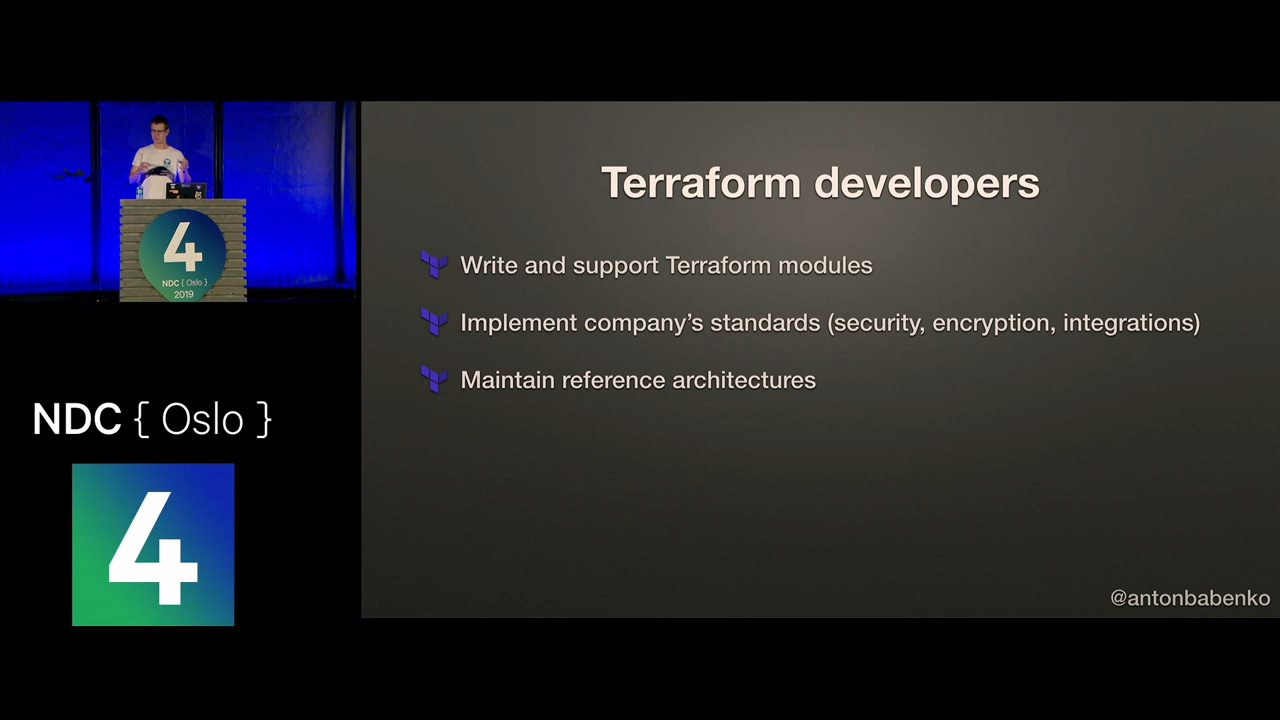 4
NDC { Oslo }
2019
NDC { Oslo }
4
Terraform developers
Write and support Terraform modules
Implement company’s standards (security, encryption, integrations)
Maintain reference architectures
@antonbabenko